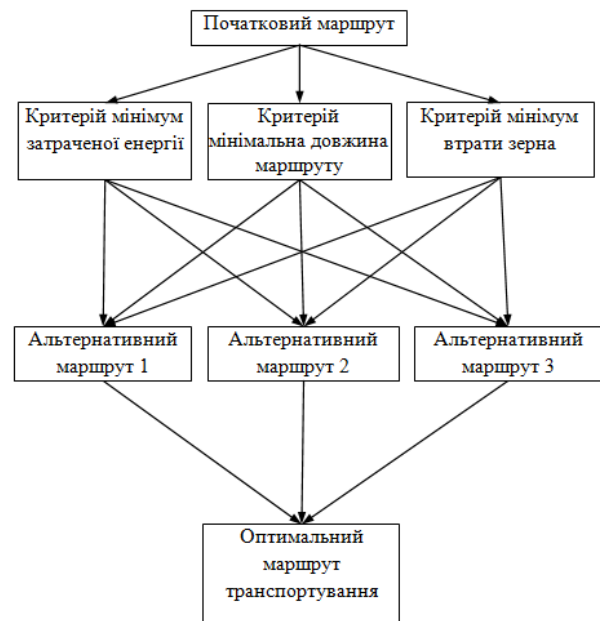 Початковий маршрут
Критерій мінімум
затраченої енергії
Критерій
мінімальна довжина
маршруту
Критерій мінімум
втрати зерна
Альтернативний
маршрут 1
Альтернативний
маршрут 2
Альтернативний
маршрут 3
Оптимальний
маршрут
транспортування